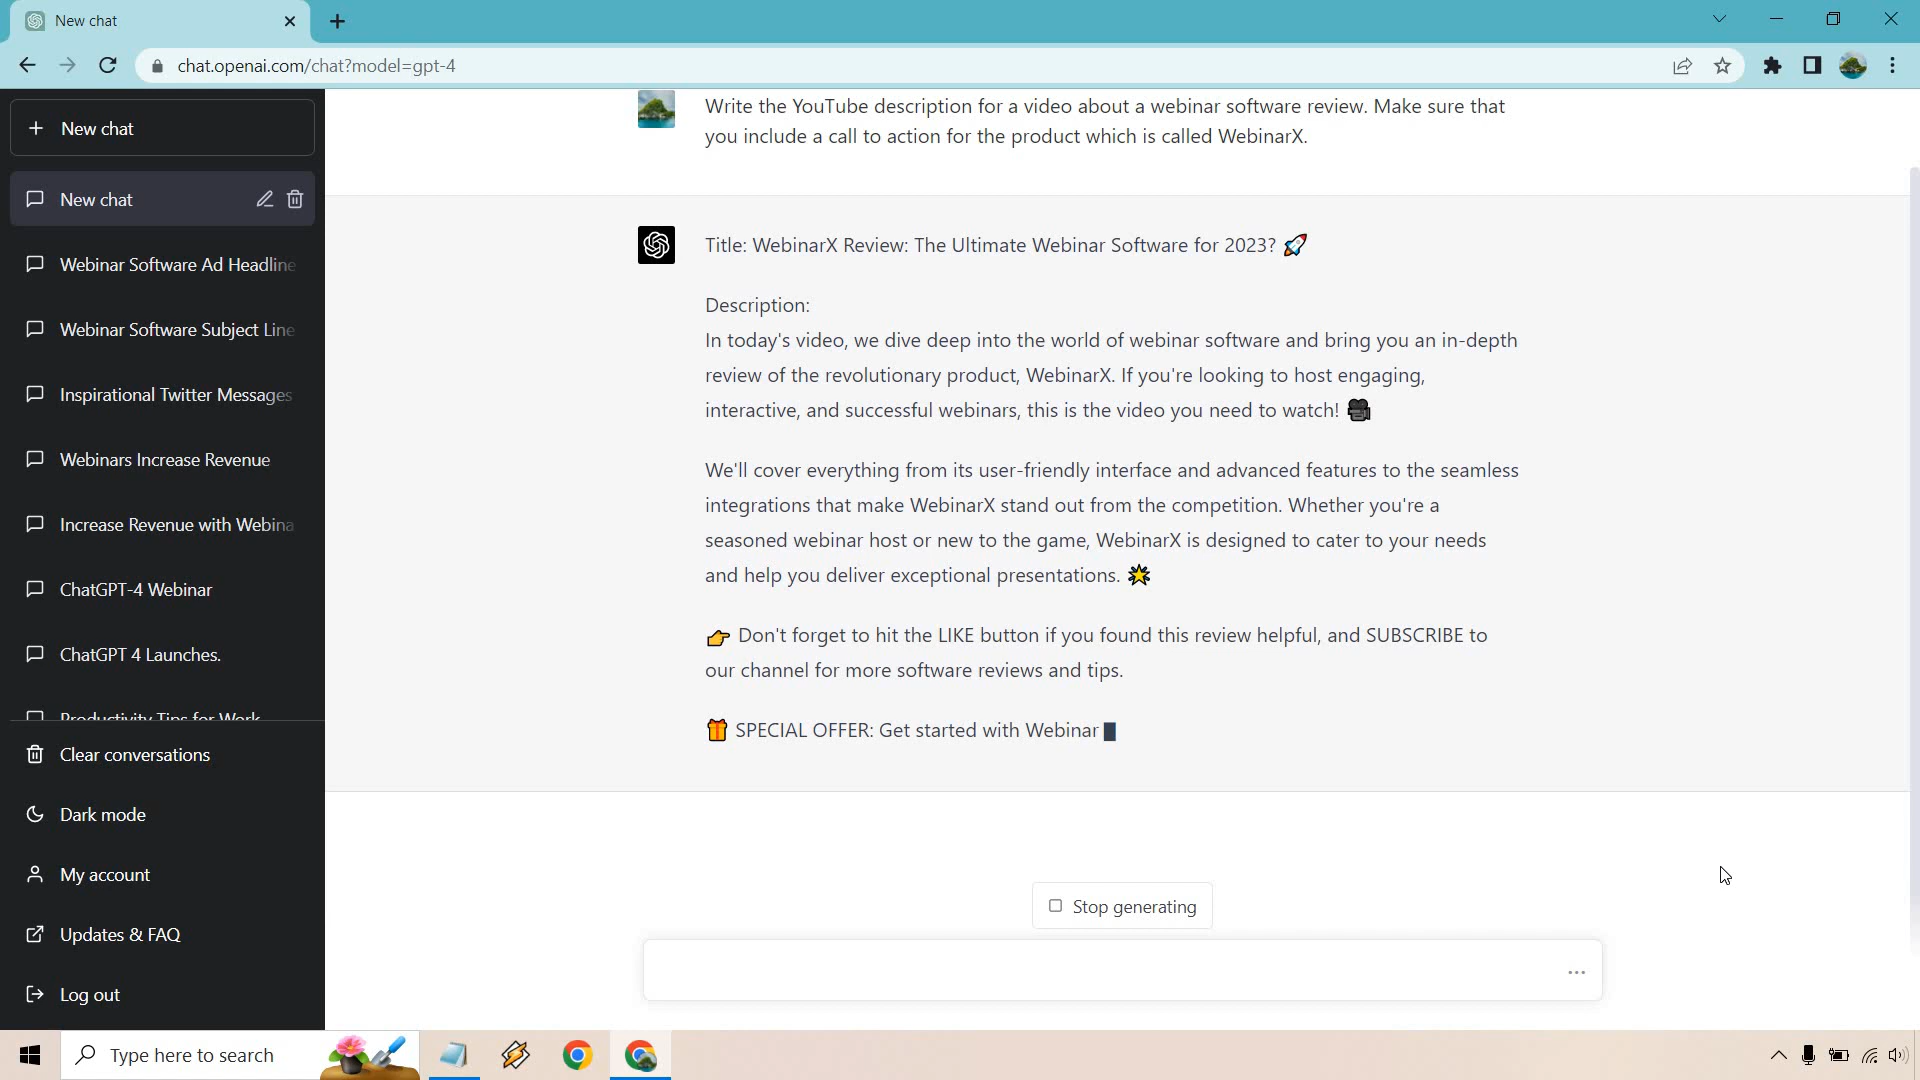 New chat
chat.openai.com/chat?model=gpt-4
New chat
New chat
Webinar Software Ad Headline
Webinar Software Subject Line
Inspirational Twitter Messages
Webinars Increase Revenue
Increase Revenue with Webina
ChatGPT-4 Webinar
ChatGPT 4 Launches.
Productivity Tips for Work
Clear conversations
Dark mode
My account
Updates & FAQ
Log out
Write the YouTube description for a video about a webinar software review. Make sure that
you include a call to action for the product which is called WebinarX.
Title: WebinarX Review: The Ultimate Webinar Software for 2023? 🚀
Description:
In today's video, we dive deep into the world of webinar software and bring you an in-depth
review of the revolutionary product, WebinarX. If you're looking to host engaging,
interactive, and successful webinars, this is the video you need to watch! 🎥
We'll cover everything from its user-friendly interface and advanced features to the seamless
integrations that make WebinarX stand out from the competition. Whether you're a
seasoned webinar host or new to the game, WebinarX is designed to cater to your needs
and help you deliver exceptional presentations. 🌟
👉 Don't forget to hit the LIKE button if you found this review helpful, and SUBSCRIBE to
our channel for more software reviews and tips.
🎁 SPECIAL OFFER: Get started with Webinar
Stop generating
Type here to search